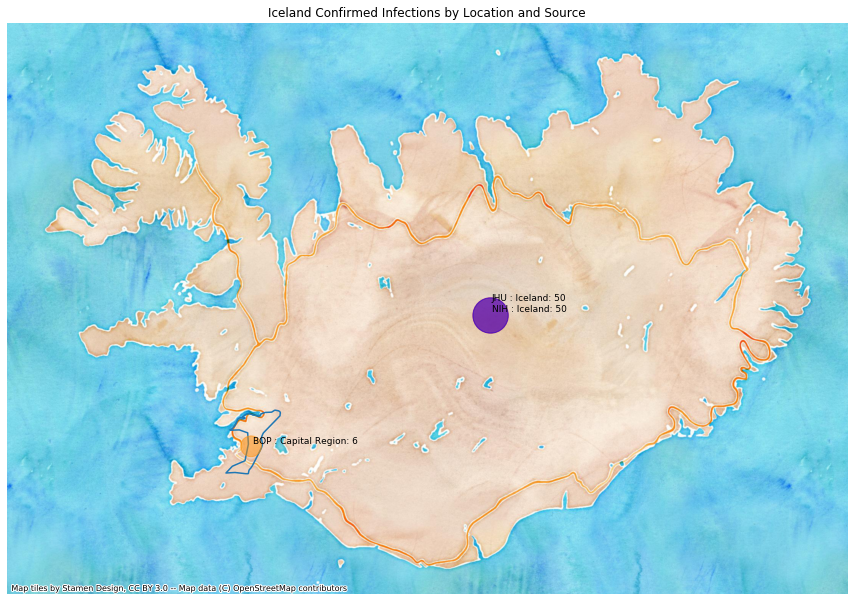 Iceland Confirmed Infections by Location and Source
JHU : Iceland: 50
NIH : Iceland: 50
BOP : Capital Region: 6
Map tiles by Stamen Design, CC BY 3.0 -- Map data (C) OpenStreetMap contributors